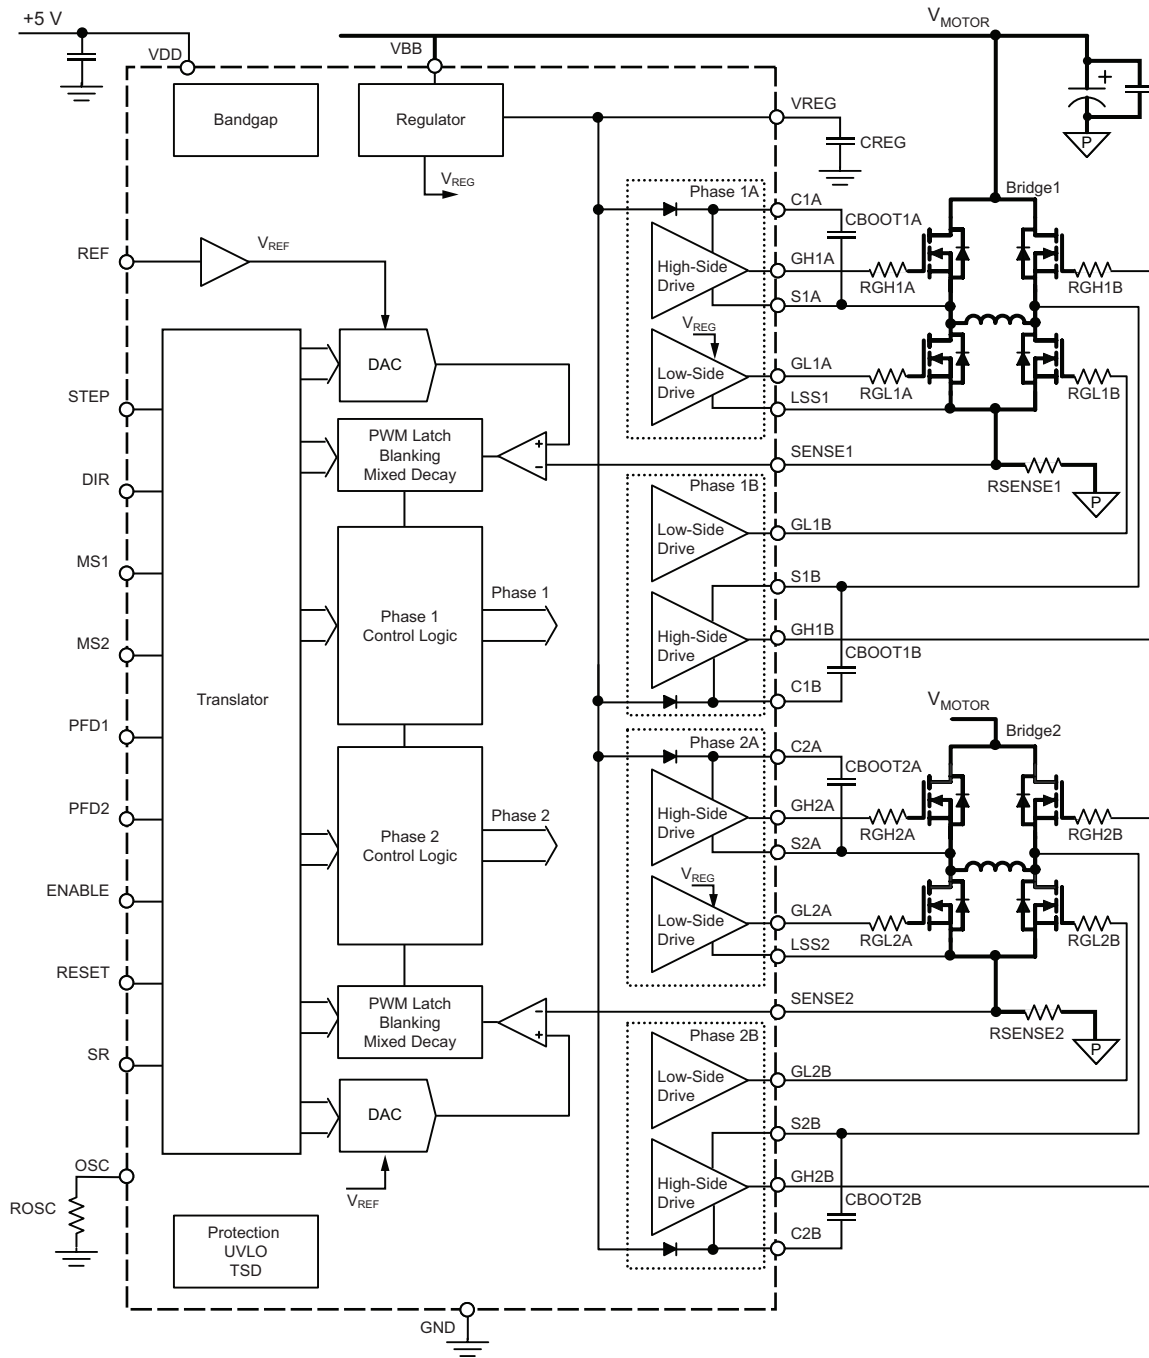 +5 V
VDD
VBB
VMOTOR
Bandgap
Regulator
VREG
VREG
CREG
+
P
REF
VREF
Phase 1A
C1A
CBOOT1A
Bridge1
High-Side
Drive
GH1A
RGH1A
RGH1B
S1A
VREG
Low-Side
Drive
GL1A
RGL1A
RGL1B
LSS1
DAC
STEP
PWM Latch
Blanking
Mixed Decay
+
–
SENSE1
RSENSE1
P
DIR
Phase 1B
Low-Side
Drive
GL1B
MS1
S1B
Phase 1
Control Logic
Phase 1
High-Side
Drive
GH1B
CBOOT1B
C1B
MS2
Translator
VMOTOR
PFD1
Phase 2A
C2A
CBOOT2A
Bridge2
High-Side
Drive
GH2A
RGH2A
RGH2B
S2A
PFD2
Phase 2
Control Logic
Phase 2
VREG
Low-Side
Drive
GL2A
RGL2A
RGL2B
LSS2
ENABLE
RESET
PWM Latch
Blanking
Mixed Decay
–
+
SENSE2
RSENSE2
P
SR
Phase 2B
Low-Side
Drive
GL2B
DAC
S2B
OSC
ROSC
VREF
High-Side
Drive
GH2B
CBOOT2B
C2B
Protection
UVLO
TSD
GND